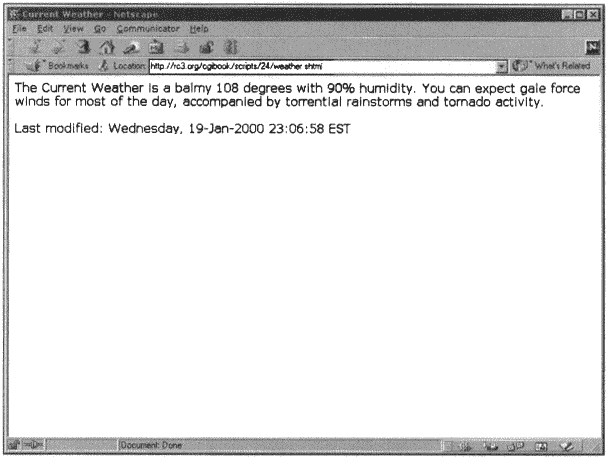 Current Weather - Netscape
File Edit View Go Communicator Help
Bookmarks Location: http://rc3.org/cgibook/scripts/24/weather.shtml What's Related
The Current Weather is a balmy 108 degrees with 90% humidity. You can expect gale force
winds for most of the day, accompanied by torrential rainstorms and tornado activity.
Last modified: Wednesday, 19-Jan-2000 23:06:58 EST
Document: Done